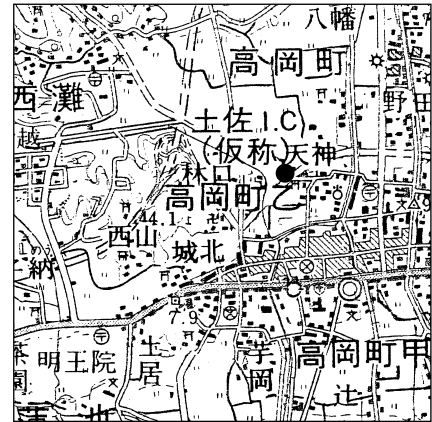 八幡
高岡町
西灘
野田
土佐I.C
(仮称)
天神
越
林口
高岡町乙
44.1
西山
城北
納
7.9
明王院
土居
芋岡
高岡町甲
辻